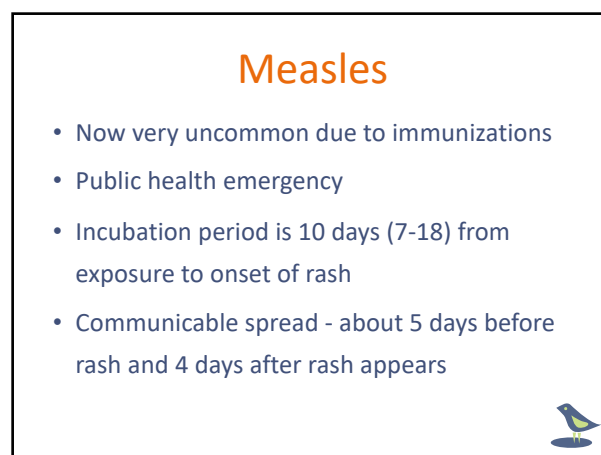 Measles
• Now very uncommon due to immunizations
• Public health emergency
• Incubation period is 10 days (7-18) from
exposure to onset of rash
• Communicable spread - about 5 days before
rash and 4 days after rash appears